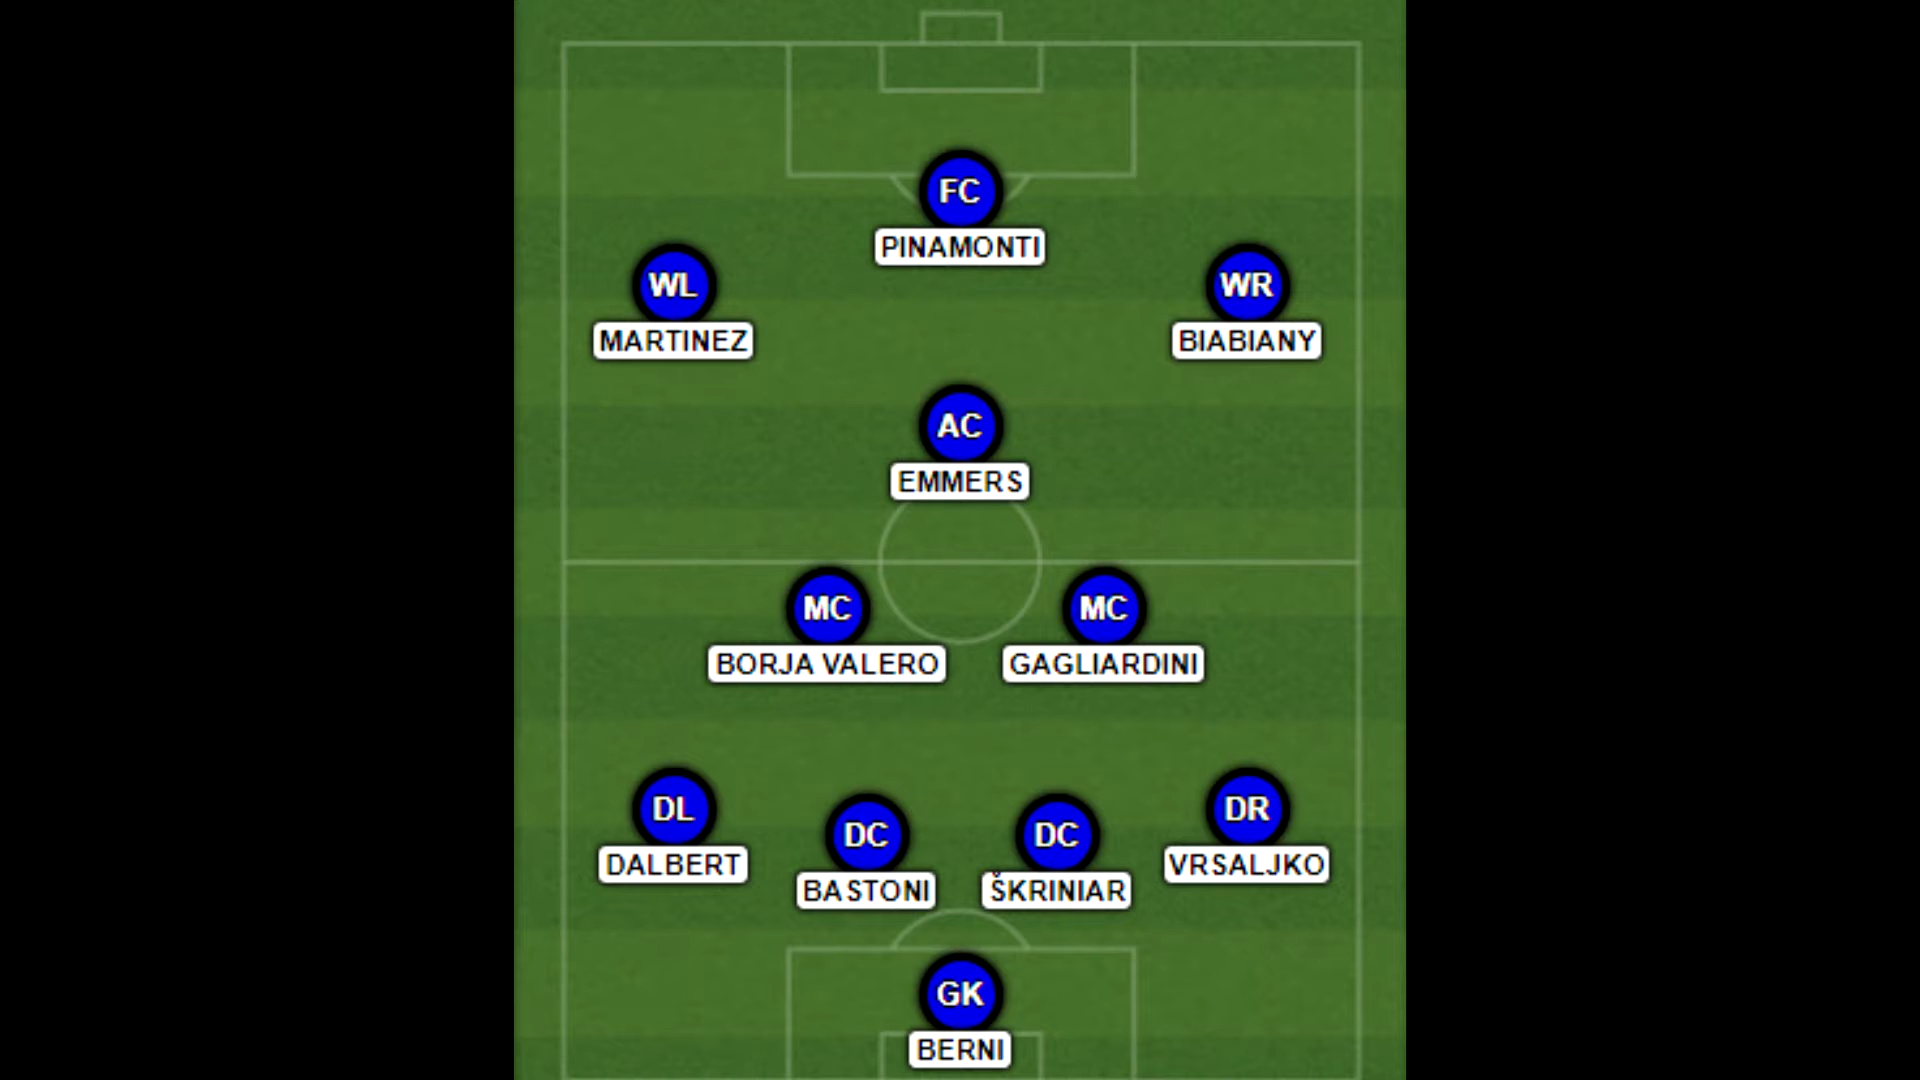 FC
PINAMONTI
WL
MARTINEZ
WR
BIABIANY
AC
EMMERS
MC
BORJA VALERO
MC
GAGLIARDINI
DL
DALBERT
DC
BASTONI
DC
ŠKRINIAR
DR
VRSALJKO
GK
BERNI